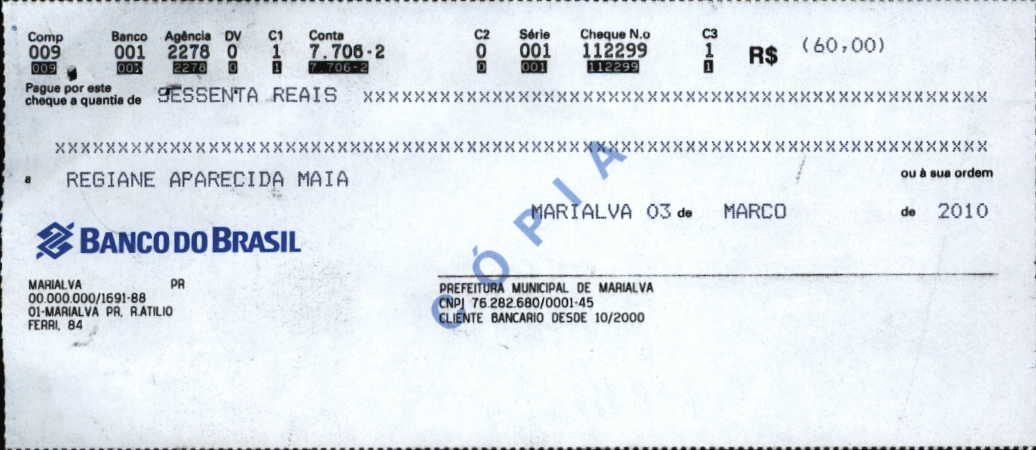 Comp Banco Agência DV C1 Conta C2 Série Cheque N.o C3
009 001 2278 0 1 7.706-2 0 001 112299 1 R$ (60,00)
009 001 2278 0 1 7.706-2 0 001 112299 1
Pague por este
cheque a quantia de SESSENTA REAIS XXXXXXXXXXXXXXXXXXXXXXXXXXXXXXXXXXXXXXXXXXXXXXXXXXXXXXXXXX
XXXXXXXXXXXXXXXXXXXXXXXXXXXXXXXXXXXXXXXXXXXXXXXXXXXXXXXXXXXXXXXXXXXXXXXXXXXXXX
a REGIANE APARECIDA MAIA ou à sua ordem
MARIALVA 03 de MARCO de 2010
CÓPIA
BANCO DO BRASIL
MARIALVA PR
00.000.000/1691-88
01-MARIALVA PR, R.ATILIO
FERRI, 84
PREFEITURA MUNICIPAL DE MARIALVA
CNPJ 76.282.680/0001-45
CLIENTE BANCARIO DESDE 10/2000